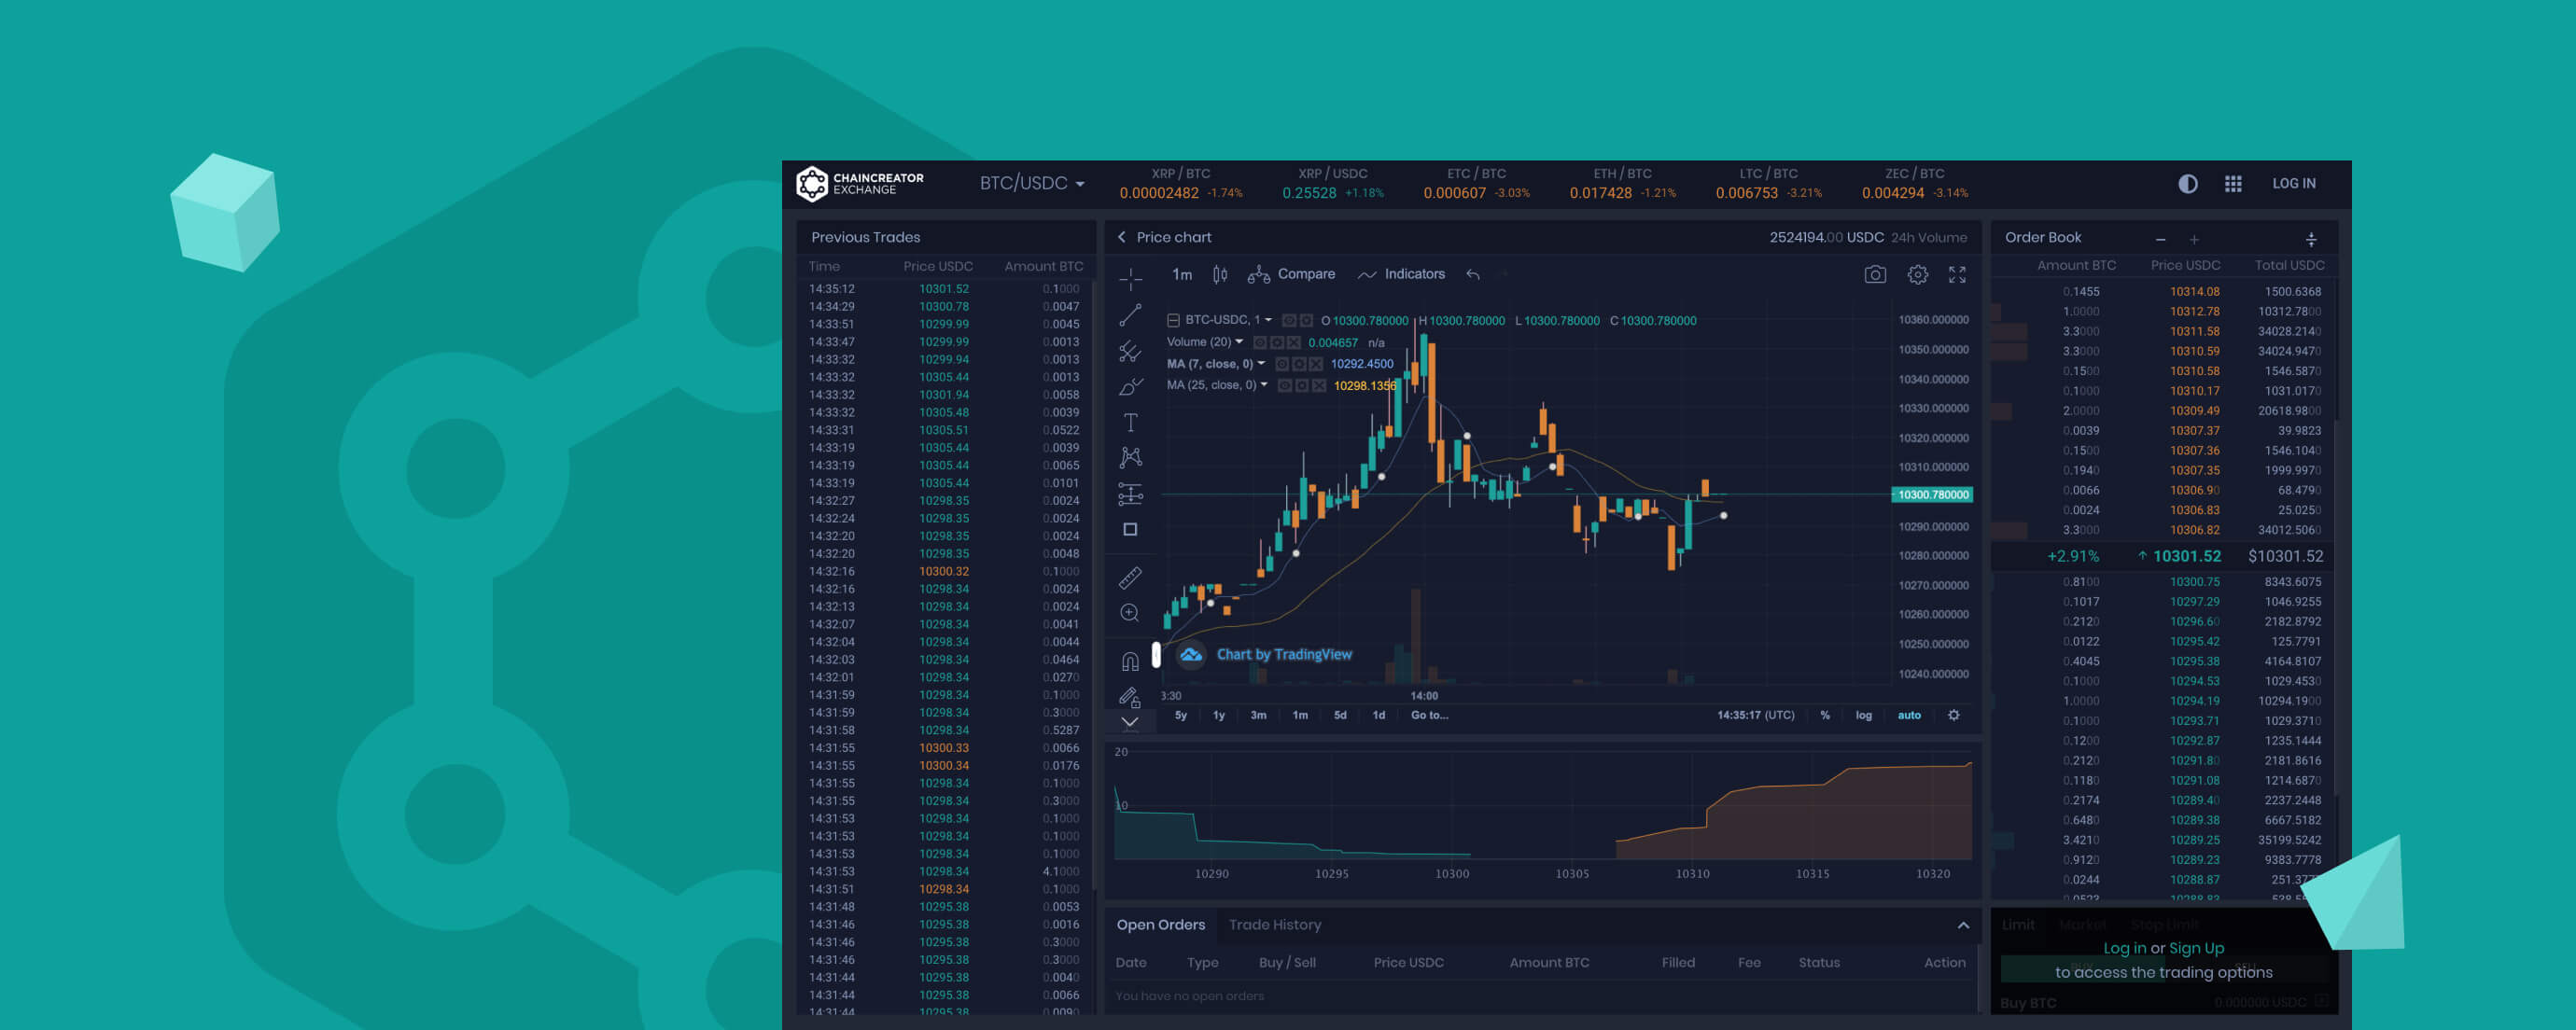 CHAINCREATOR
EXCHANGE
BTC/USDC
XRP / BTC
0.00002482 -1.74%
XRP / USDC
0.25528 +1.18%
ETC / BTC
0.000607 -3.03%
ETH / BTC
0.017428 -1.21%
LTC / BTC
0.006753 -3.21%
ZEC / BTC
0.004294 -3.14%
LOG IN
Previous Trades
Time Price USDC Amount BTC
14:35:12 10301.52 0.1000
14:34:29 10300.78 0.0047
14:33:51 10299.99 0.0045
14:33:47 10299.99 0.0013
14:33:32 10299.94 0.0013
14:33:32 10305.44 0.0013
14:33:32 10301.94 0.0058
14:33:32 10305.48 0.0039
14:33:31 10305.51 0.0522
14:33:19 10305.44 0.0039
14:33:19 10305.44 0.0065
14:33:19 10305.44 0.0101
14:32:27 10298.35 0.0024
14:32:24 10298.35 0.0024
14:32:20 10298.35 0.0024
14:32:20 10298.35 0.0048
14:32:16 10300.32 0.1000
14:32:16 10298.34 0.0024
14:32:13 10298.34 0.0024
14:32:07 10298.34 0.0041
14:32:04 10298.34 0.0044
14:32:03 10298.34 0.0464
14:32:01 10298.34 0.0270
14:31:59 10298.34 0.1000
14:31:59 10298.34 0.3000
14:31:58 10298.34 0.5287
14:31:55 10300.33 0.0066
14:31:55 10300.34 0.0176
14:31:55 10298.34 0.1000
14:31:55 10298.34 0.3000
14:31:53 10298.34 0.1000
14:31:53 10298.34 0.1000
14:31:53 10298.34 0.1000
14:31:53 10298.34 4.1000
14:31:51 10298.34 0.1000
14:31:48 10295.38 0.0053
14:31:46 10295.38 0.0016
14:31:46 10295.38 0.3000
14:31:46 10295.38 0.3000
14:31:44 10295.38 0.0040
14:31:44 10295.38 0.0066
14:31:44 10295.38 0.0090
Price chart
2524194.00 USDC 24h Volume
1m Compare Indicators
BTC-USDC, 1 O 10300.780000 H 10300.780000 L 10300.780000 C 10300.780000
Volume (20) 0.004657 n/a
MA (7, close, 0) 10292.4500
MA (25, close, 0) 10298.1356
10360.000000
10350.000000
10340.000000
10330.000000
10320.000000
10310.000000
10300.780000
10290.000000
10280.000000
10270.000000
10260.000000
10250.000000
10240.000000
Chart by TradingView
3:30 14:00
5y 1y 3m 1m 5d 1d Go to... 14:35:17 (UTC) % log auto
20
10
10290 10295 10300 10305 10310 10315 10320
Open Orders Trade History
Date Type Buy / Sell Price USDC Amount BTC Filled Fee Status Action
You have no open orders
Order Book
Amount BTC Price USDC Total USDC
0.1455 10314.08 1500.6368
1.0000 10312.78 10312.7800
3.3000 10311.58 34028.2140
3.3000 10310.59 34024.9470
0.1500 10310.58 1546.5870
0.1000 10310.17 1031.0170
2.0000 10309.49 20618.9800
0.0039 10307.37 39.9823
0.1500 10307.36 1546.1040
0.1940 10307.35 1999.9970
0.0066 10306.90 68.4790
0.0024 10306.83 25.0250
3.3000 10306.82 34012.5060
+2.91% ↑ 10301.52 $10301.52
0.8100 10300.75 8343.6075
0.1017 10297.29 1046.9255
0.2120 10296.60 2182.8792
0.0122 10295.42 125.7791
0.4045 10295.38 4164.8107
0.1000 10294.53 1029.4530
1.0000 10294.19 10294.1900
0.1000 10293.71 1029.3710
0.1200 10292.87 1235.1444
0.2120 10291.80 2181.8616
0.1180 10291.08 1214.6870
0.2174 10289.40 2237.2448
0.6480 10289.38 6667.5182
3.4210 10289.25 35199.5242
0.9120 10289.23 9383.7778
0.0244 10288.87 251.37
0.0523 10288.83
Limit Market Stop Limit
Log in or Sign Up
to access the trading options
Buy BTC 0.000000 USDC